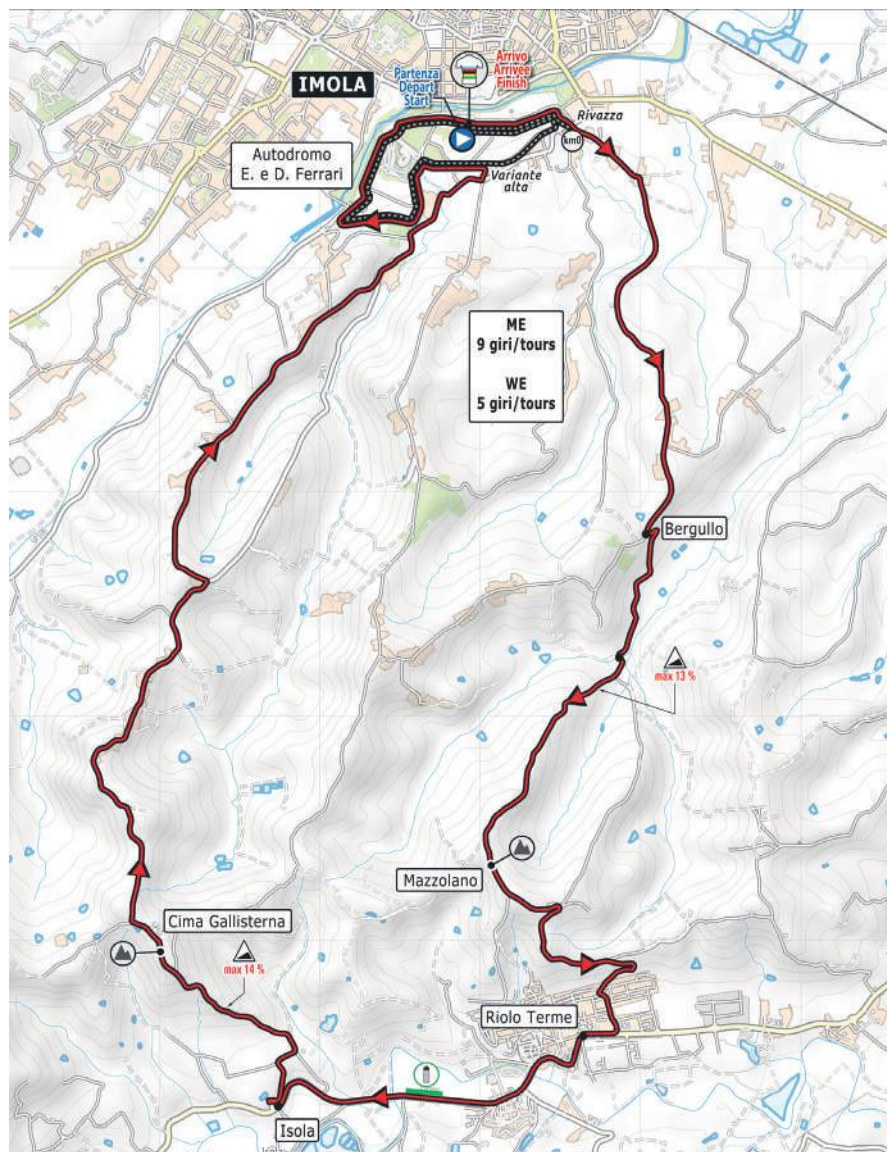 IMOLA
Partenza
Départ
Start
Arrivo
Arrivée
Finish
Rivazza
km0
Autodromo
E. e D. Ferrari
Variante
alta
ME
9 giri/tours
WE
5 giri/tours
Bergullo
max 13 %
Mazzolano
Cima Gallisterna
max 14 %
Riolo Terme
Isola